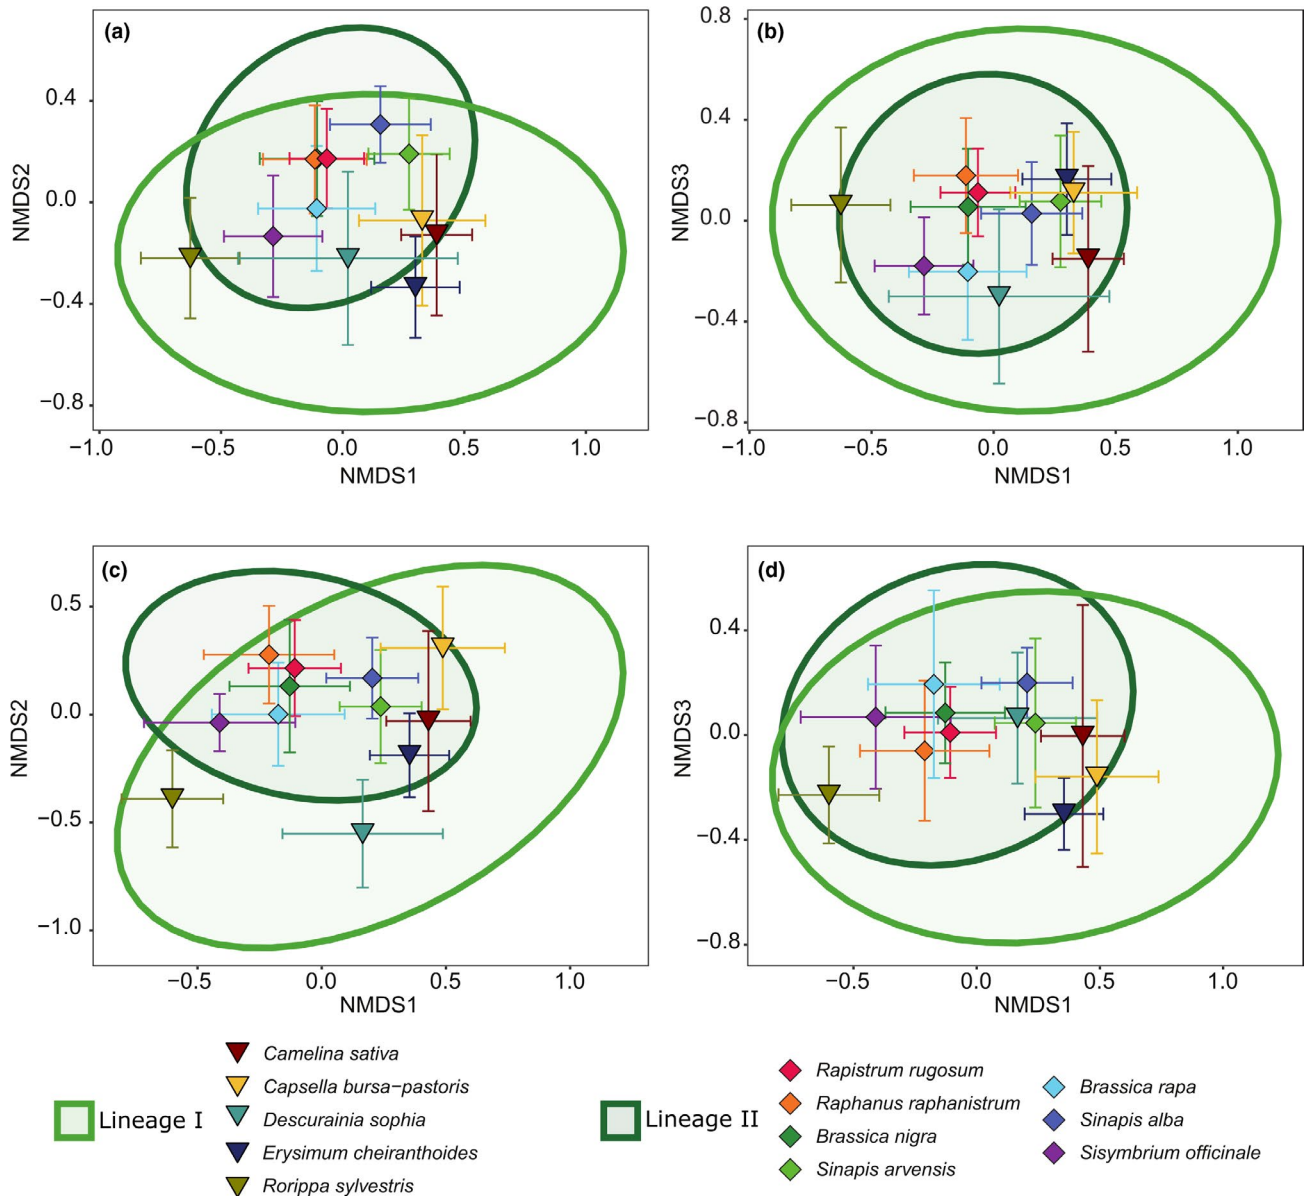 (a)
0.4
0.0
−0.4
−0.8
NMDS2
−1.0 −0.5 0.0 0.5 1.0
NMDS1
(b)
0.8
0.4
0.0
−0.4
−0.8
NMDS3
−1.0 −0.5 0.0 0.5 1.0
NMDS1
(c)
0.5
0.0
−0.5
−1.0
NMDS2
−0.5 0.0 0.5 1.0
NMDS1
(d)
0.4
0.0
−0.4
−0.8
NMDS3
−0.5 0.0 0.5 1.0
NMDS1
Lineage I
Camelina sativa
Capsella bursa−pastoris
Descurainia sophia
Erysimum cheiranthoides
Rorippa sylvestris
Lineage II
Rapistrum rugosum
Raphanus raphanistrum
Brassica nigra
Sinapis arvensis
Brassica rapa
Sinapis alba
Sisymbrium officinale